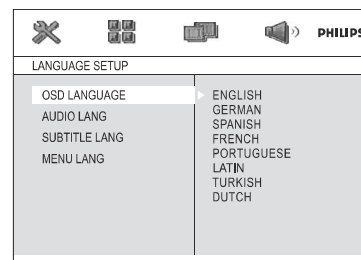 PHILIPS
LANGUAGE SETUP
OSD LANGUAGE
AUDIO LANG
SUBTITLE LANG
MENU LANG
ENGLISH
GERMAN
SPANISH
FRENCH
PORTUGUESE
LATIN
TURKISH
DUTCH